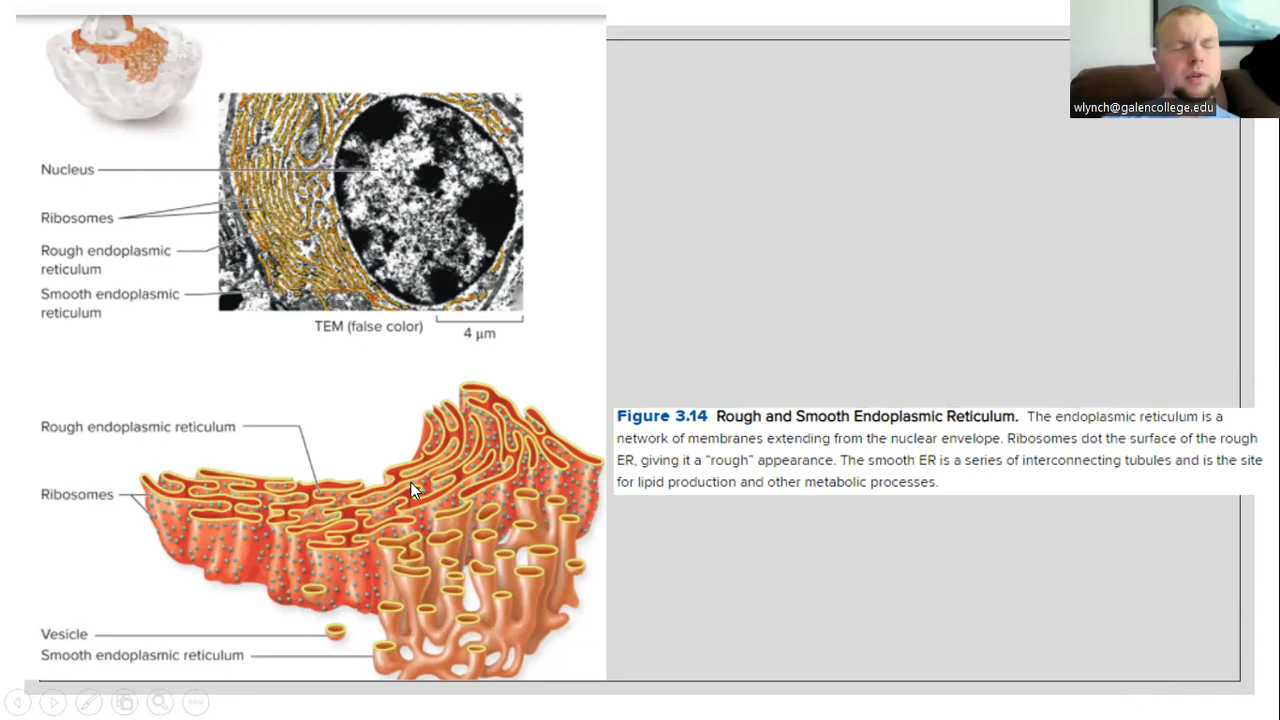 wlynch@galencollege.edu
Nucleus
Ribosomes
Rough endoplasmic
reticulum
Smooth endoplasmic
reticulum
TEM (false color)
4 μm
Rough endoplasmic reticulum
Ribosomes
Vesicle
Smooth endoplasmic reticulum
Figure 3.14 Rough and Smooth Endoplasmic Reticulum. The endoplasmic reticulum is a
network of membranes extending from the nuclear envelope. Ribosomes dot the surface of the rough
ER, giving it a “rough” appearance. The smooth ER is a series of interconnecting tubules and is the site
for lipid production and other metabolic processes.